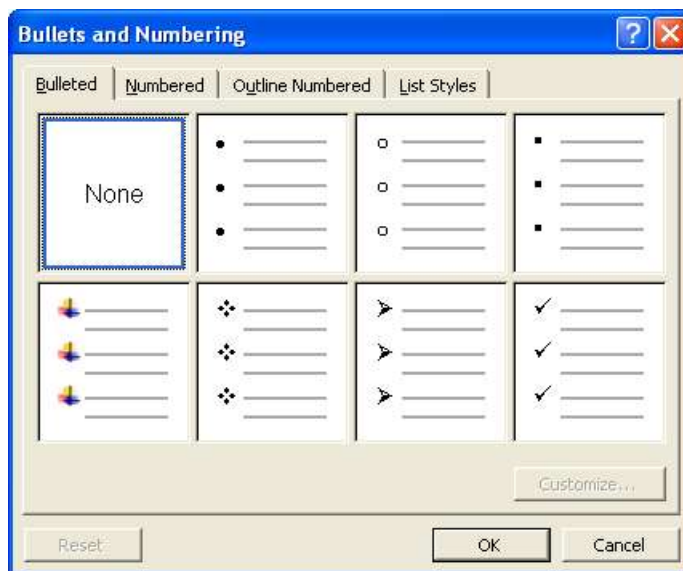 Bullets and Numbering
Bulleted Numbered Outline Numbered List Styles
None
Customize...
Reset OK Cancel